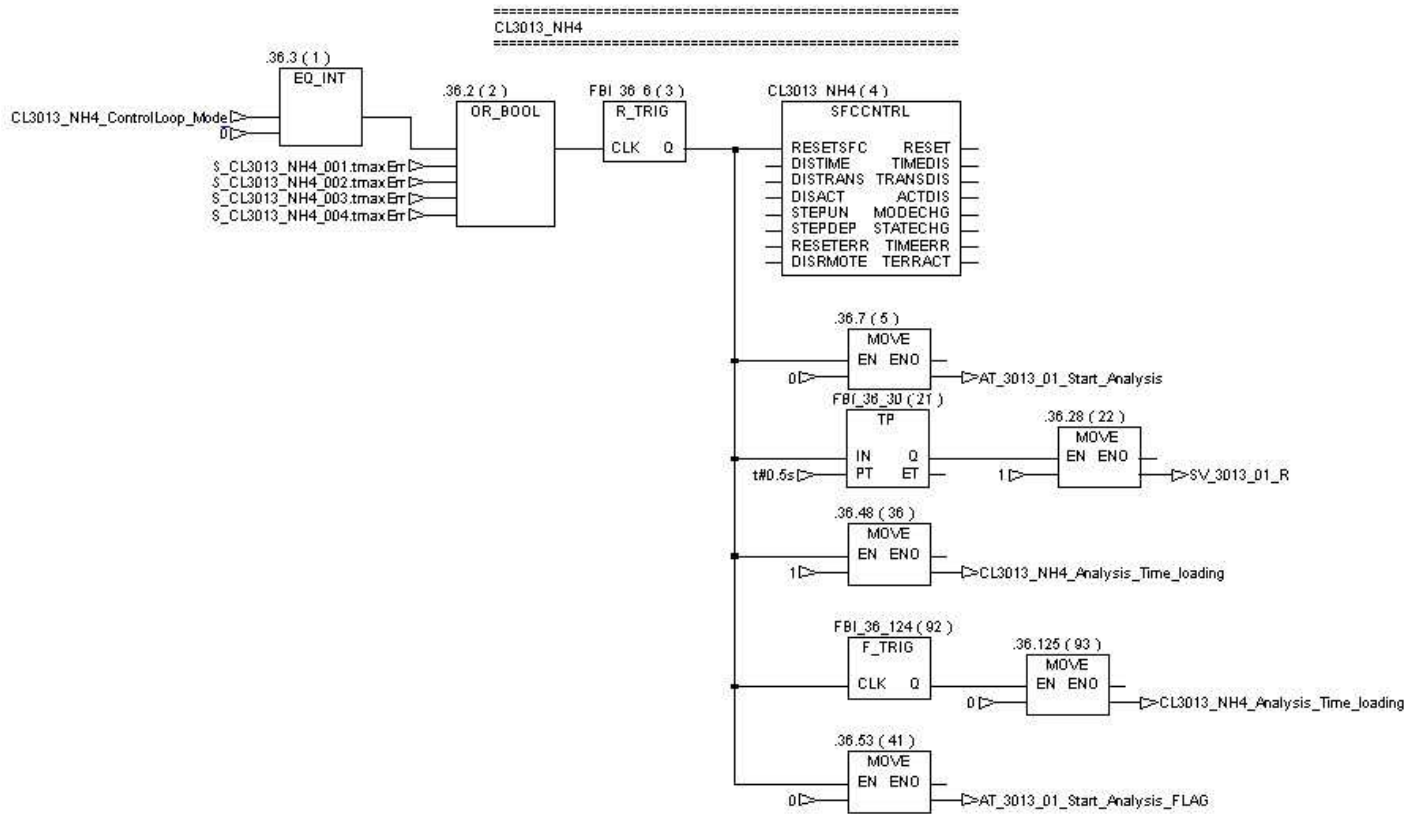 ==========================================================
CL3013_NH4
==========================================================
.36.3 ( 1 )
EQ_INT
CL3013_NH4_ControlLoop_Mode
0
.36.2 ( 2 )
OR_BOOL
S_CL3013_NH4_001.tmaxErr
S_CL3013_NH4_002.tmaxErr
S_CL3013_NH4_003.tmaxErr
S_CL3013_NH4_004.tmaxErr
FBI_36_6 ( 3 )
R_TRIG
CLK Q
CL3013_NH4 ( 4 )
SFCCNTRL
RESETSFC RESET
DISTIME TIMEDIS
DISTRANS TRANSDIS
DISACT ACTDIS
STEPUN MODECHG
STEPDEP STATECHG
RESETERR TIMEERR
DISRMOTE TERRACT
.36.7 ( 5 )
MOVE
EN ENO
0
AT_3013_01_Start_Analysis
FBI_36_30 ( 21 )
TP
IN Q
t#0.5s PT ET
.36.28 ( 22 )
MOVE
EN ENO
1
SV_3013_01_R
.36.48 ( 36 )
MOVE
EN ENO
1
CL3013_NH4_Analysis_Time_loading
FBI_36_124 ( 92 )
F_TRIG
CLK Q
.36.125 ( 93 )
MOVE
EN ENO
0
CL3013_NH4_Analysis_Time_loading
.36.53 ( 41 )
MOVE
EN ENO
0
AT_3013_01_Start_Analysis_FLAG